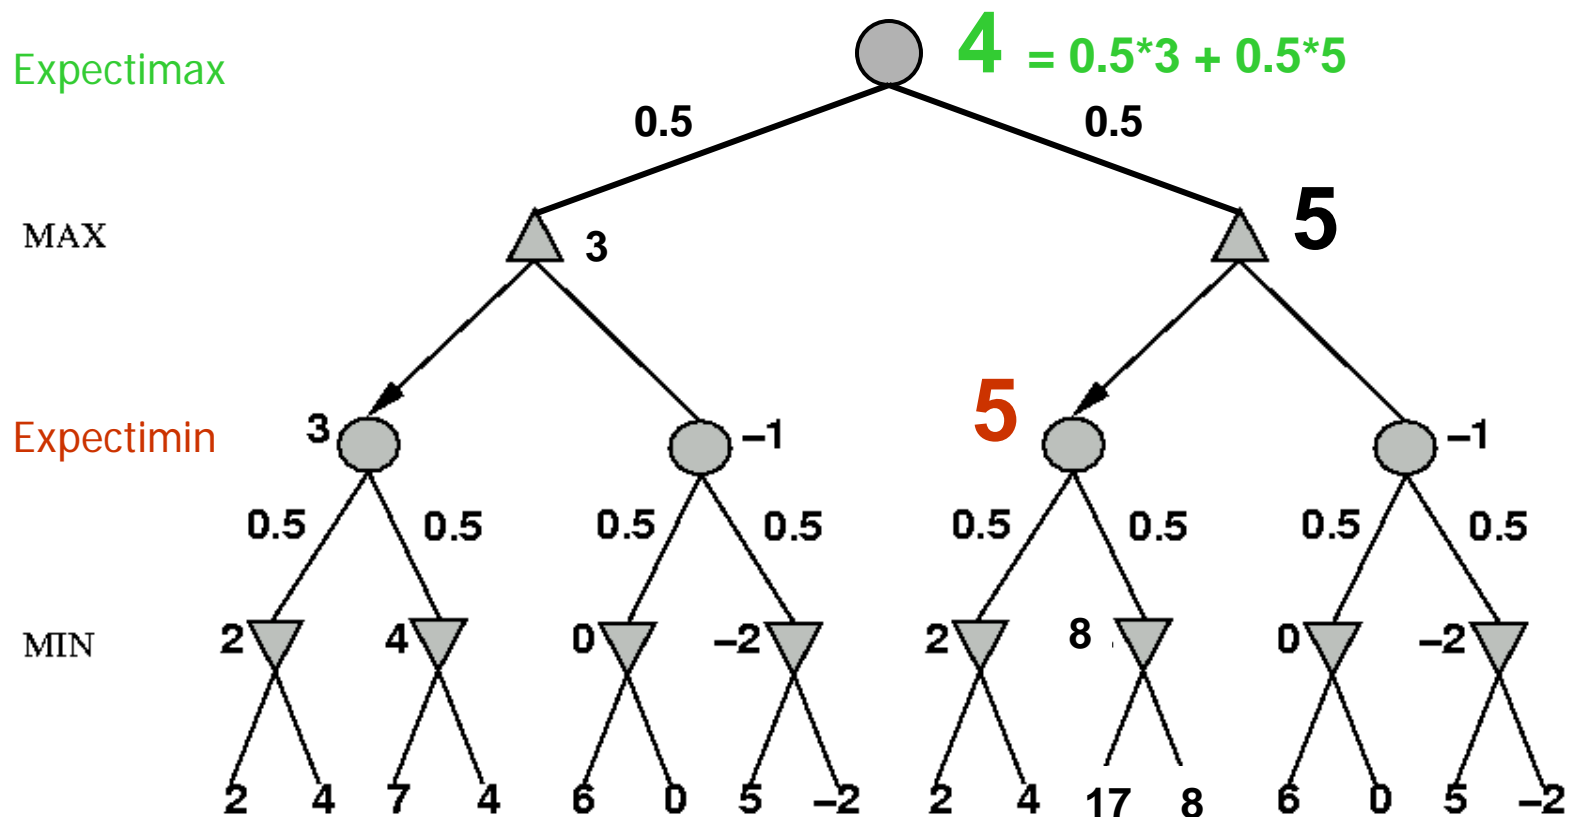 Expectimax
4 = 0.5*3 + 0.5*5
0.5 0.5
MAX 3 5
Expectimin 3 –1 5 –1
0.5 0.5 0.5 0.5 0.5 0.5 0.5 0.5
MIN 2 4 0 –2 2 8 0 –2
2 4 7 4 6 0 5 –2 2 4 17 8 6 0 5 –2